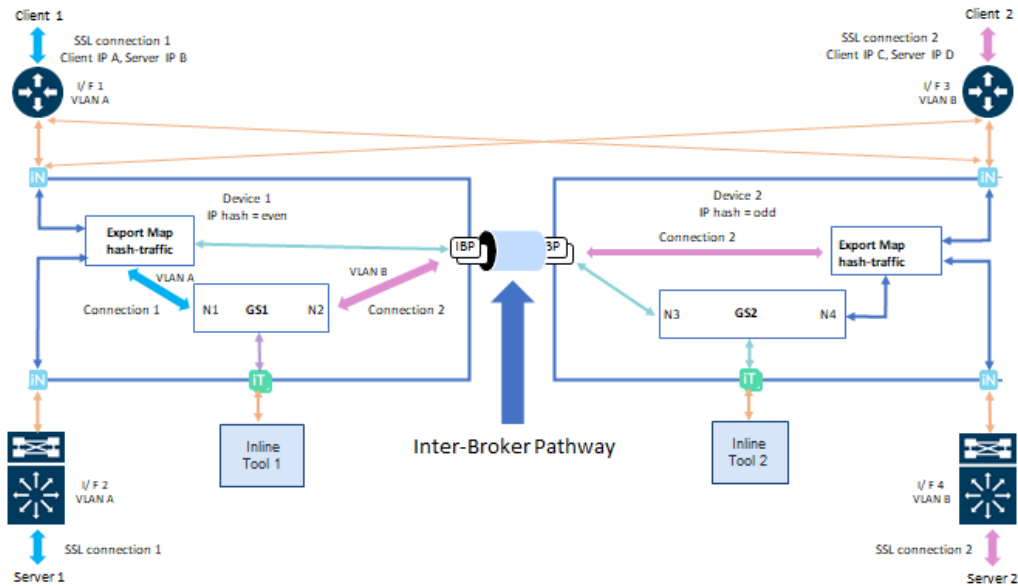 Client 1
Client 2
SSL connection 1
Client IP A, Server IP B
SSL connection 2
Client IP C, Server IP D
I/ F 1
VLAN A
I/ F 3
VLAN B
iN
iN
Device 1
IP hash = even
Device 2
IP hash = odd
Export Map
hash-traffic
IBP
BP
Connection 2
Export Map
hash-traffic
VLAN A
VLAN B
Connection 1
N1 GS1 N2
Connection 2
N3 GS2 N4
iN
iT
iT
iN
Inline
Tool 1
Inter-Broker Pathway
Inline
Tool 2
I/ F 2
VLAN A
I/ F 4
VLAN B
SSL connection 1
SSL connection 2
Server 1
Server 2